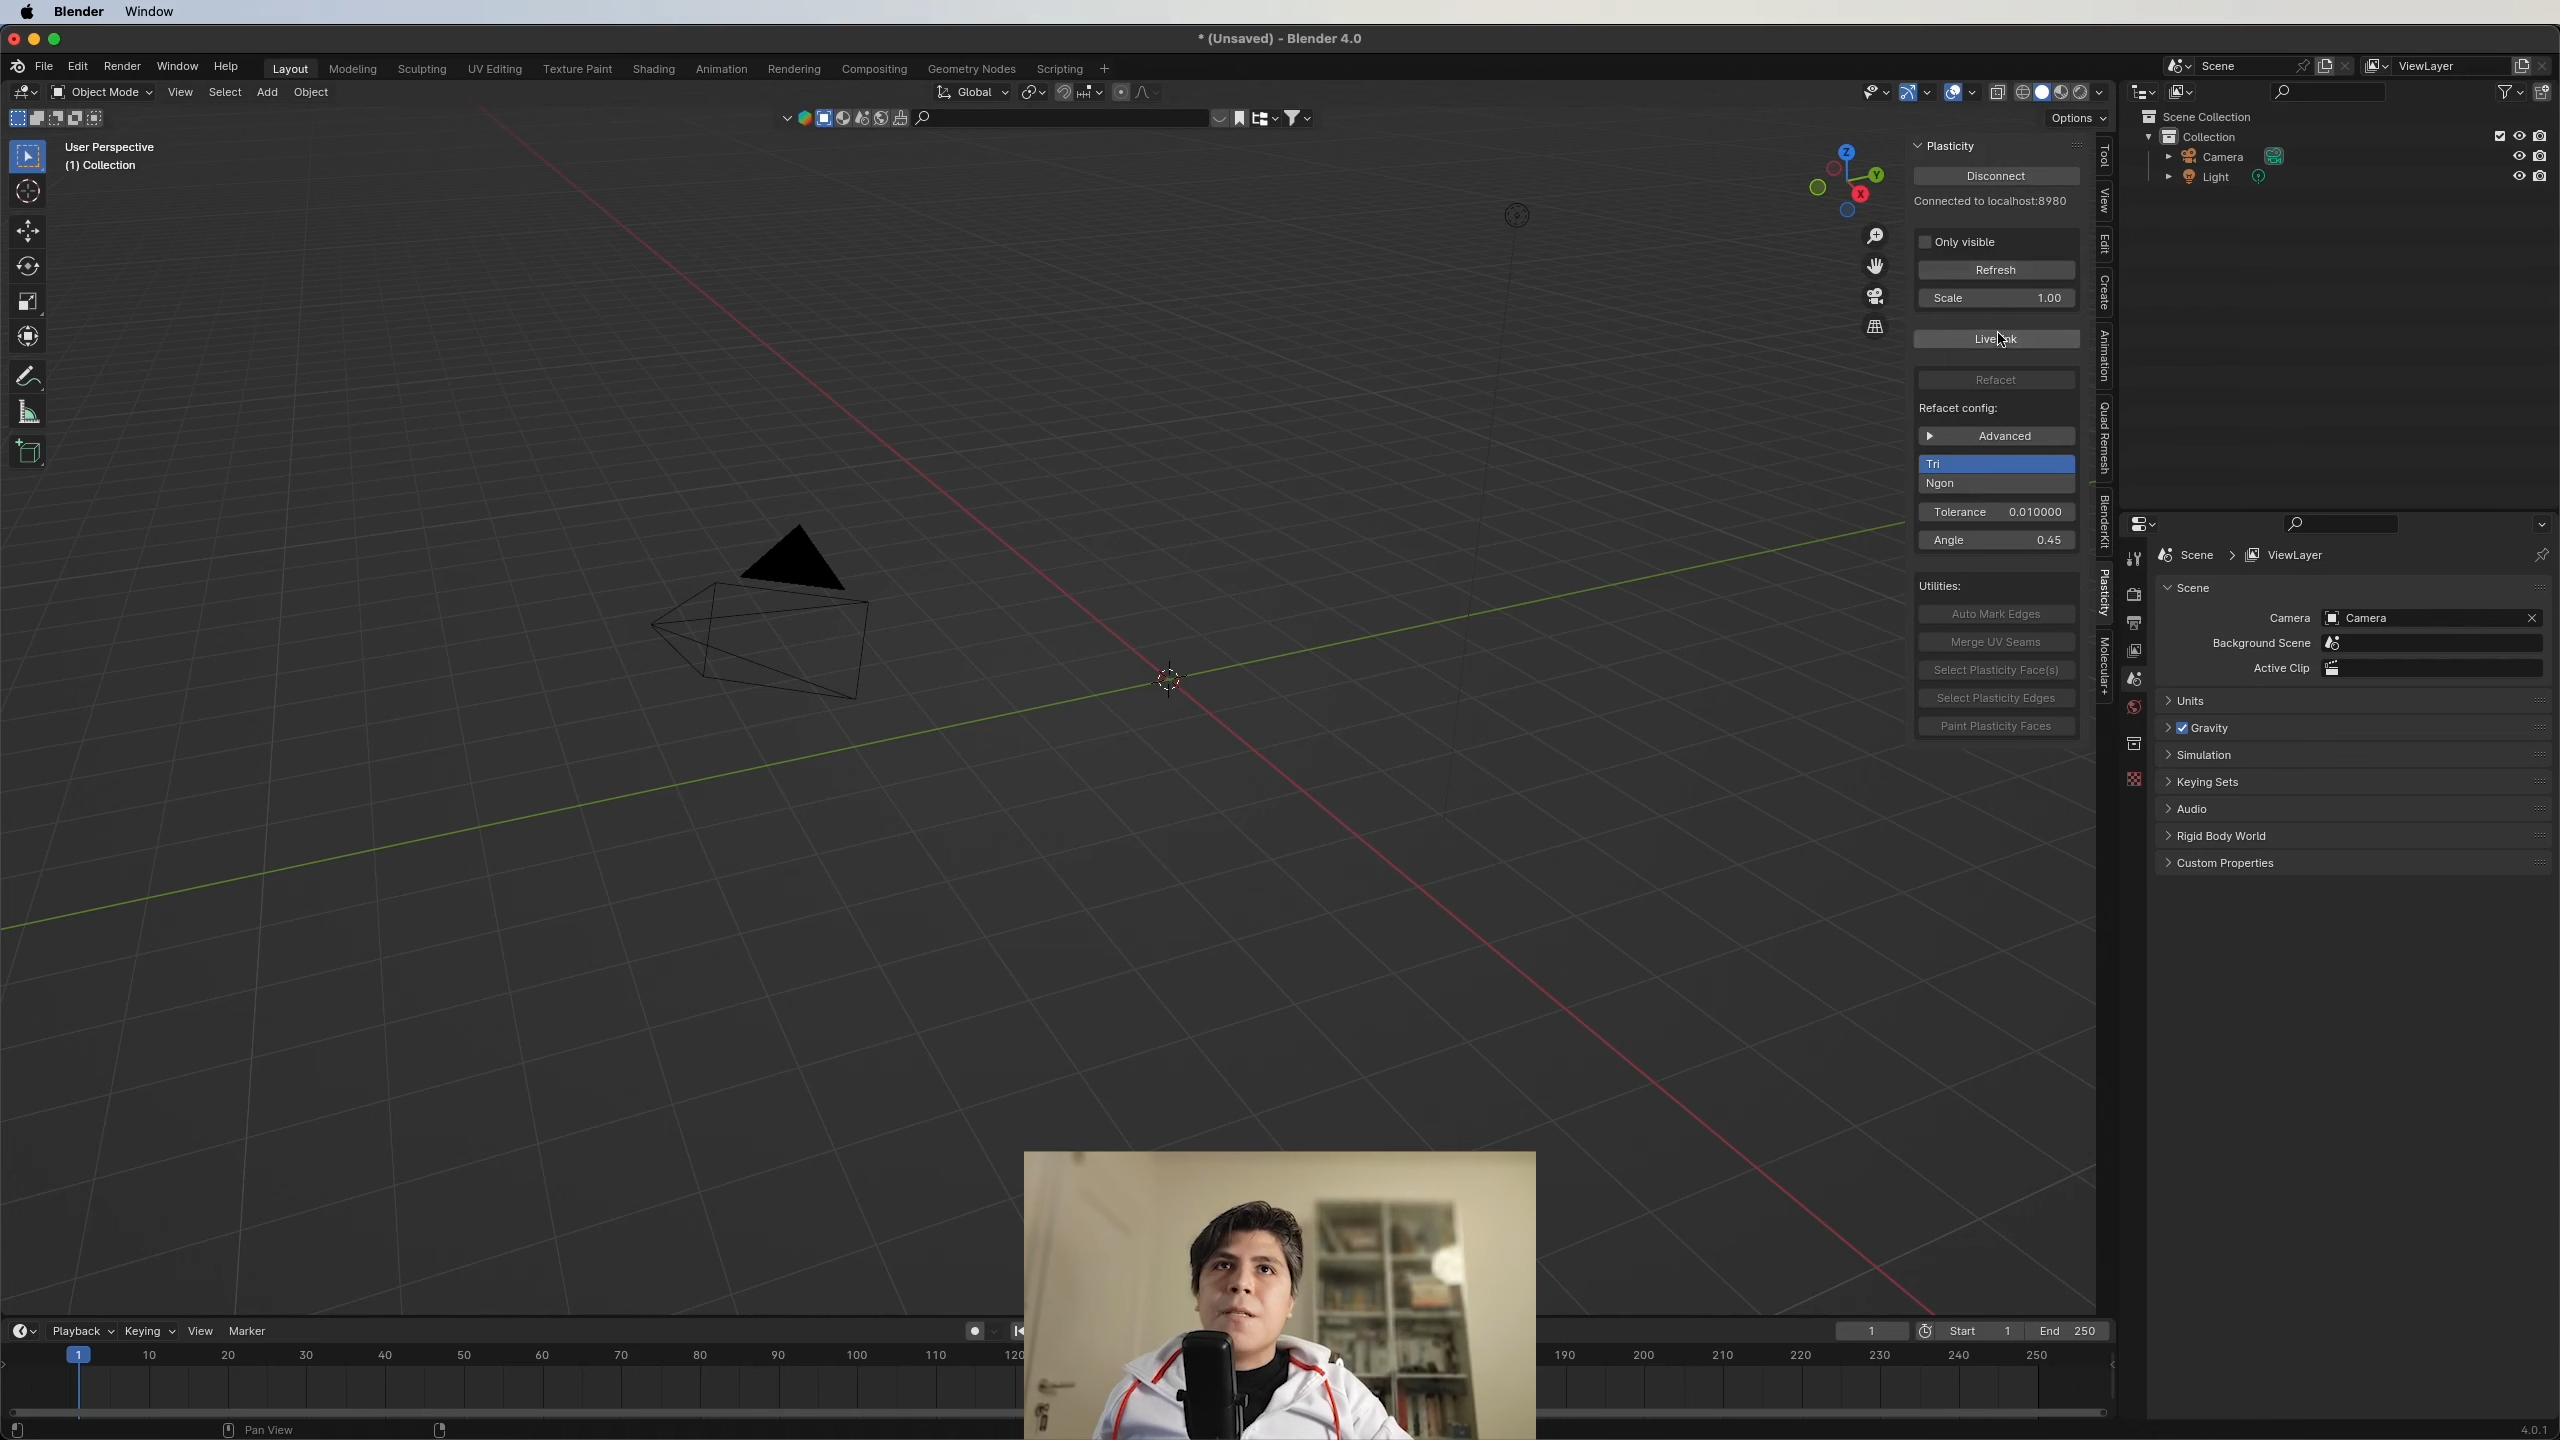 Blender Window
* (Unsaved) - Blender 4.0
File Edit Render Window Help Layout Modeling Sculpting UV Editing Texture Paint Shading Animation Rendering Compositing Geometry Nodes Scripting + Scene ViewLayer
Object Mode View Select Add Object Global
Options
User Perspective
(1) Collection
Plasticity
Disconnect
Connected to localhost:8980
Only visible
Refresh
Scale 1.00
Refacet
Refacet config:
Advanced
Tri
Ngon
Tolerance 0.010000
Angle 0.45
Utilities:
Auto Mark Edges
Merge UV Seams
Select Plasticity Face(s)
Select Plasticity Edges
Paint Plasticity Faces
Z
Y
X
Tool
View
Edit
Create
Animation
Quad Remesh
BlenderKit
Plasticity
Molecular+
Scene Collection
Collection
Camera
Light
Scene > ViewLayer
Scene
Camera Camera
Background Scene
Active Clip
Units
Gravity
Simulation
Keying Sets
Audio
Rigid Body World
Custom Properties
Playback Keying View Marker 1 Start 1 End 250
1 10 20 30 40 50 60 70 80 90 100 110 120 190 200 210 220 230 240 250
Pan View
4.0.1